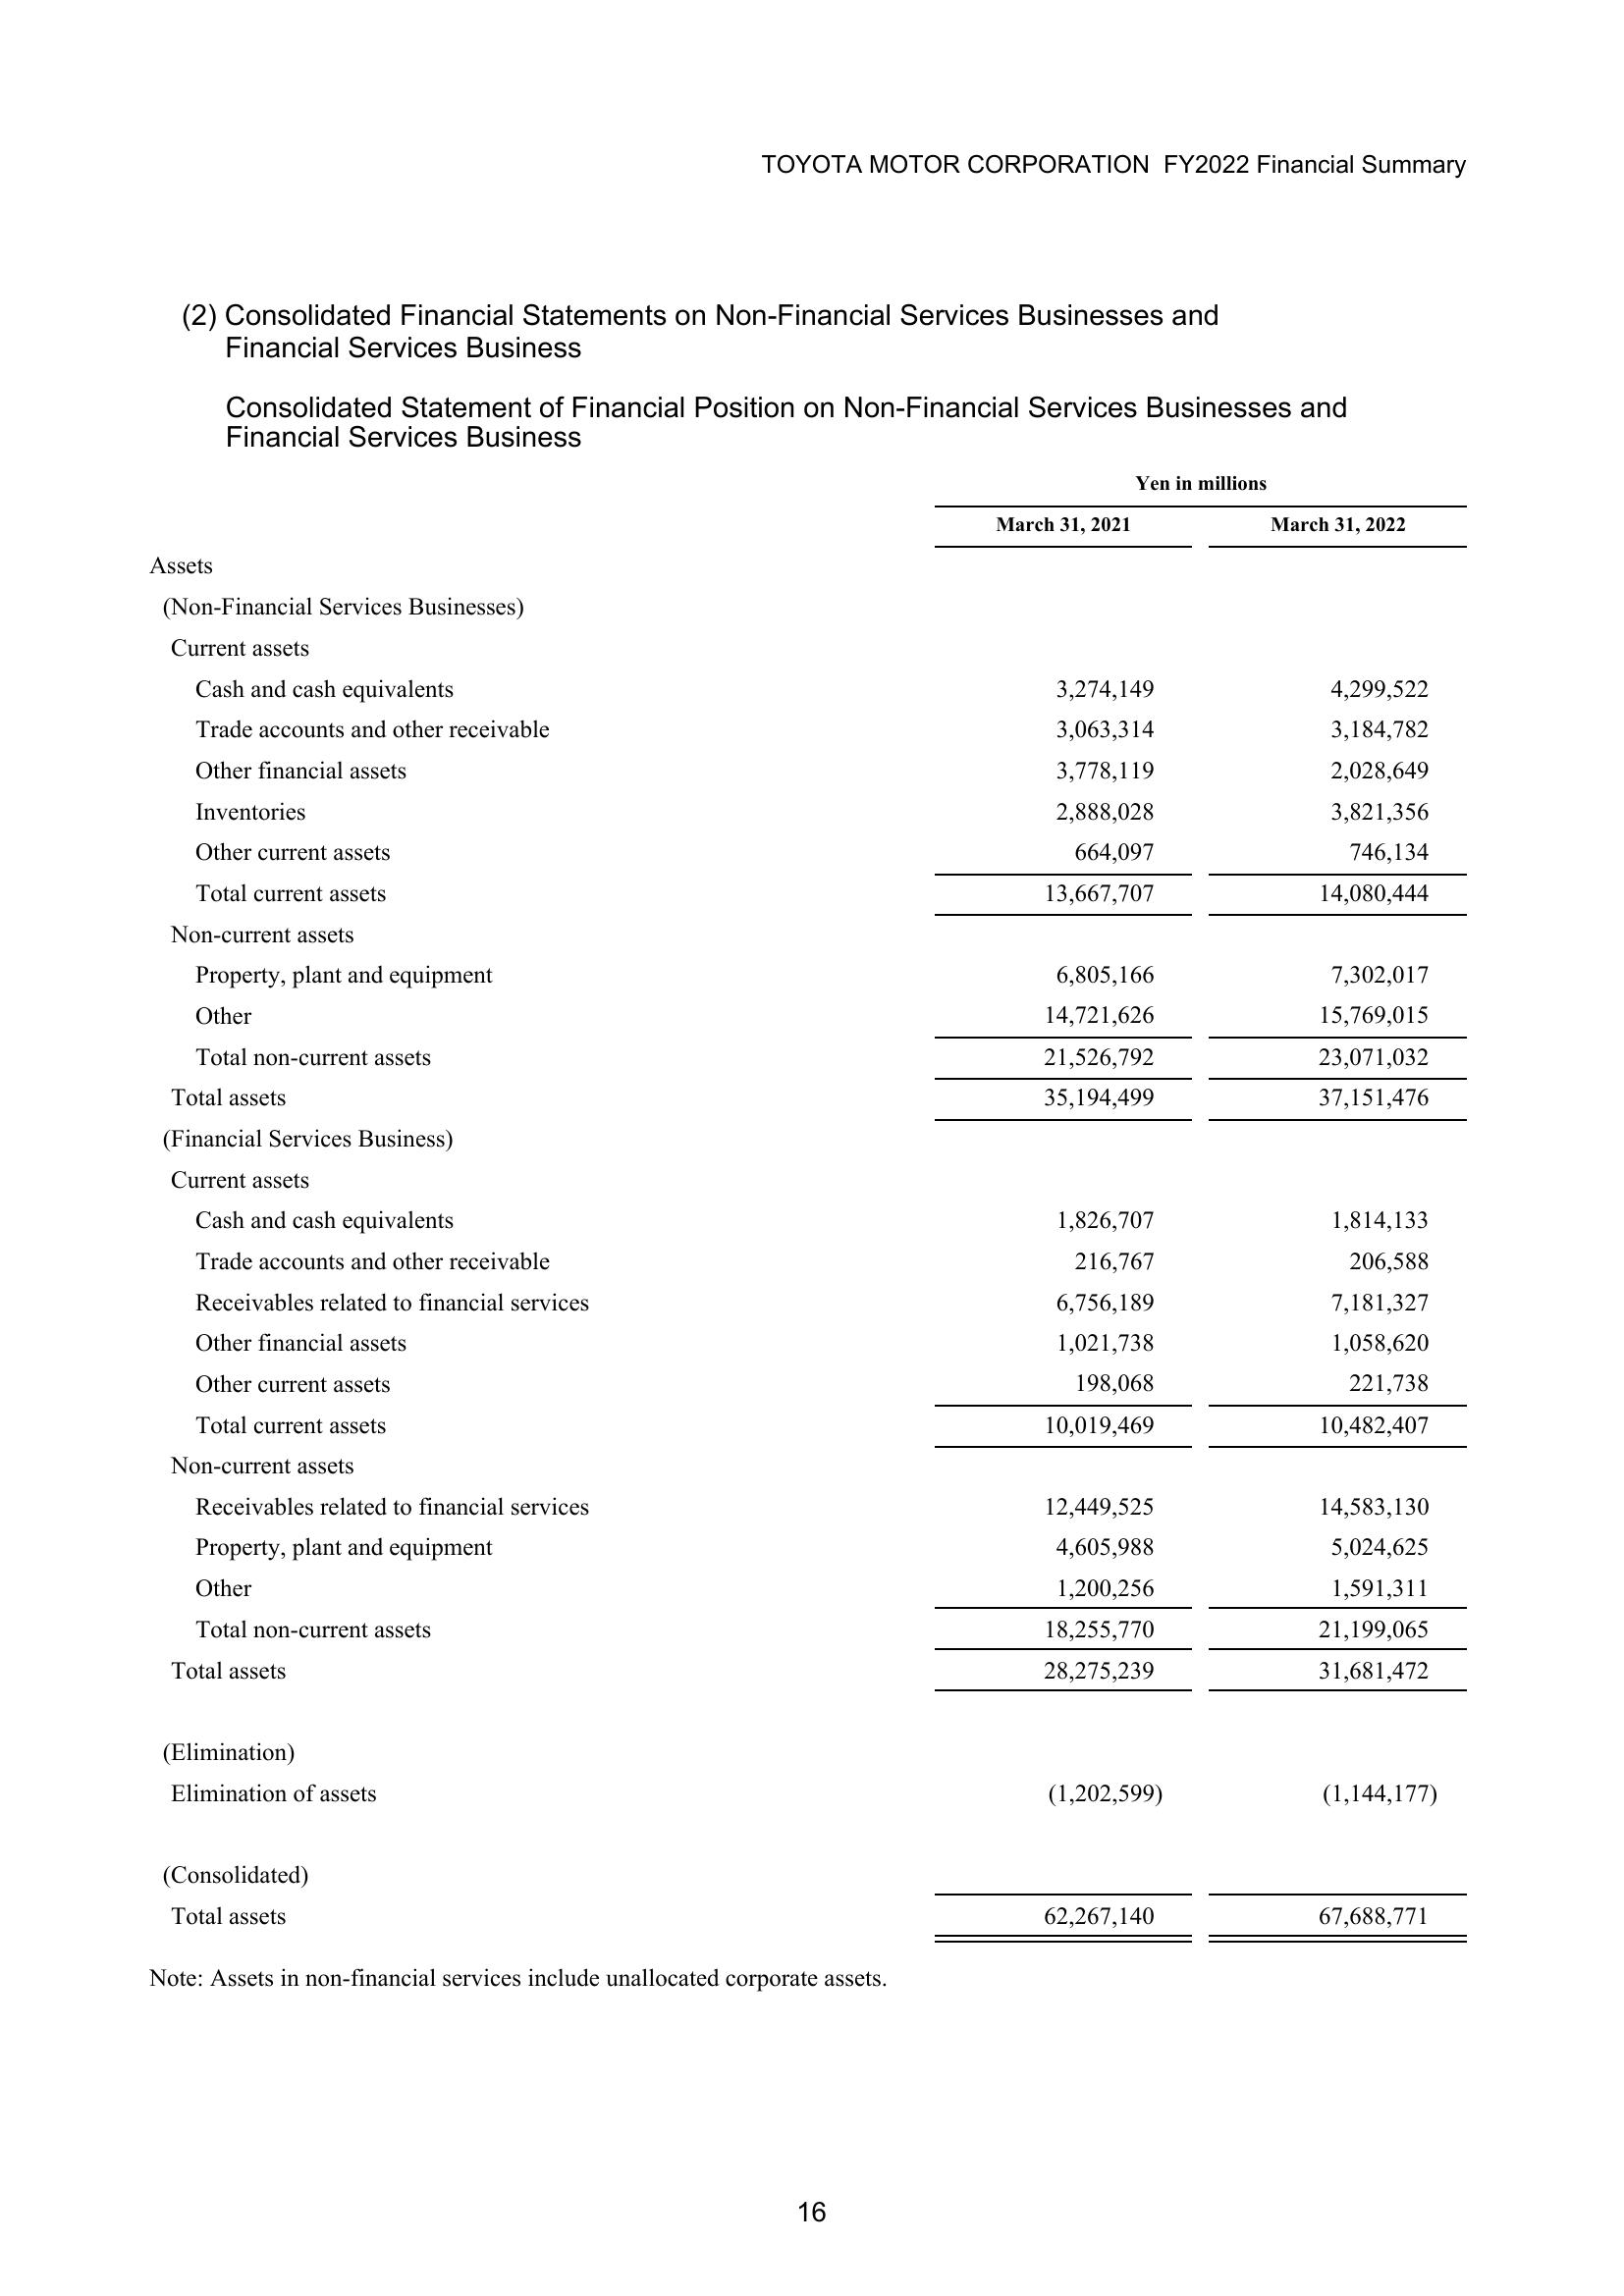 TOYOTA MOTOR CORPORATION FY2022 Financial Summary
(2) Consolidated Financial Statements on Non-Financial Services Businesses and
Financial Services Business
Consolidated Statement of Financial Position on Non-Financial Services Businesses and
Financial Services Business
Yen in millions
March 31, 2021 March 31, 2022
Assets
(Non-Financial Services Businesses)
Current assets
Cash and cash equivalents 3,274,149 4,299,522
Trade accounts and other receivable 3,063,314 3,184,782
Other financial assets 3,778,119 2,028,649
Inventories 2,888,028 3,821,356
Other current assets 664,097 746,134
Total current assets 13,667,707 14,080,444
Non-current assets
Property, plant and equipment 6,805,166 7,302,017
Other 14,721,626 15,769,015
Total non-current assets 21,526,792 23,071,032
Total assets 35,194,499 37,151,476
(Financial Services Business)
Current assets
Cash and cash equivalents 1,826,707 1,814,133
Trade accounts and other receivable 216,767 206,588
Receivables related to financial services 6,756,189 7,181,327
Other financial assets 1,021,738 1,058,620
Other current assets 198,068 221,738
Total current assets 10,019,469 10,482,407
Non-current assets
Receivables related to financial services 12,449,525 14,583,130
Property, plant and equipment 4,605,988 5,024,625
Other 1,200,256 1,591,311
Total non-current assets 18,255,770 21,199,065
Total assets 28,275,239 31,681,472
(Elimination)
Elimination of assets (1,202,599) (1,144,177)
(Consolidated)
Total assets 62,267,140 67,688,771
Note: Assets in non-financial services include unallocated corporate assets.
16